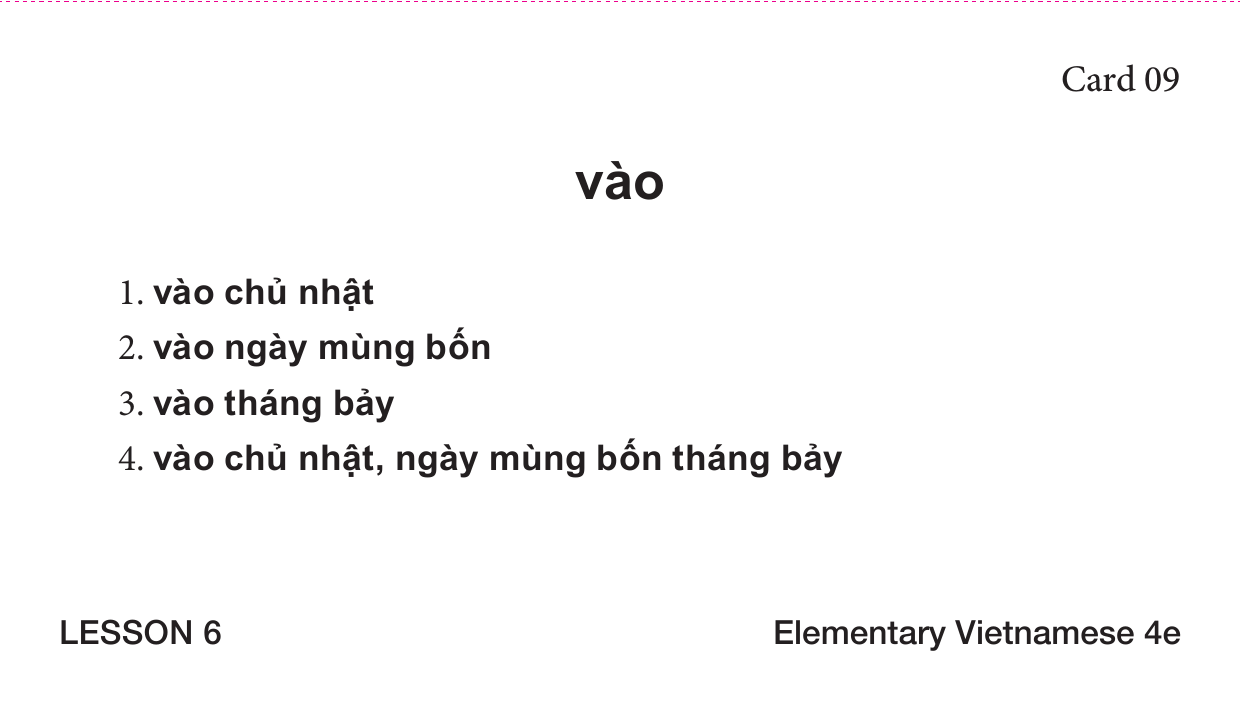 Card 09
vào
1. vào chủ nhật
2. vào ngày mùng bốn
3. vào tháng bảy
4. vào chủ nhật, ngày mùng bốn tháng bảy
LESSON 6
Elementary Vietnamese 4e